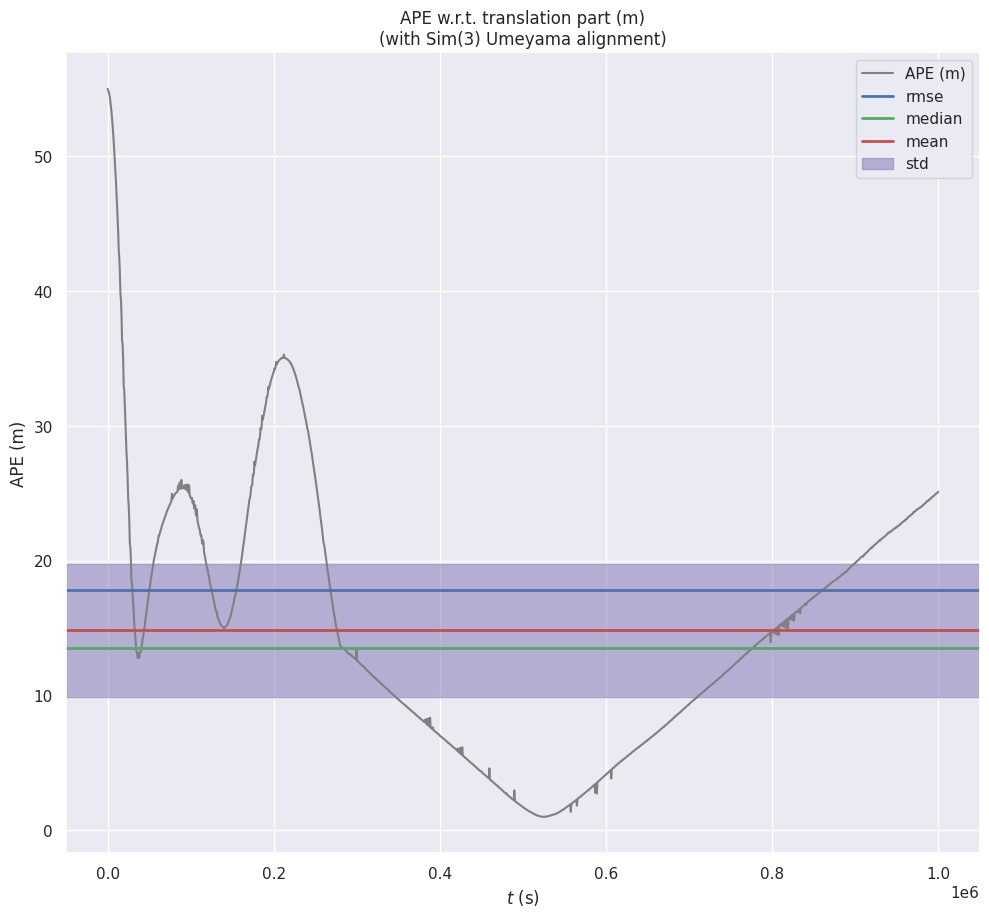 APE w.r.t. translation part (m)
(with Sim(3) Umeyama alignment)
APE (m)
rmse
median
mean
std
APE (m)
50
40
30
20
10
0
0.0 0.2 0.4 0.6 0.8 1.0
1e6
t (s)